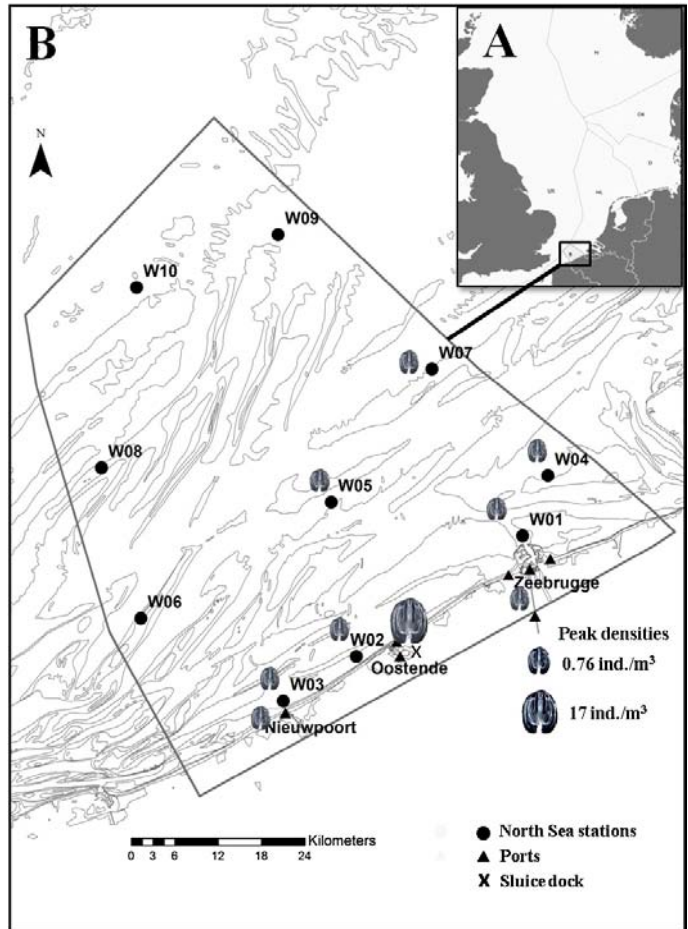 B
A
N
W09
W10
W07
W08
W05
W04
W01
Zeebrugge
W06
W02
X
Oostende
W03
Nieuwpoort
Peak densities
0.76 ind./m³
17 ind./m³
Kilometers
0 3 6 12 18 24
North Sea stations
Ports
X Sluice dock